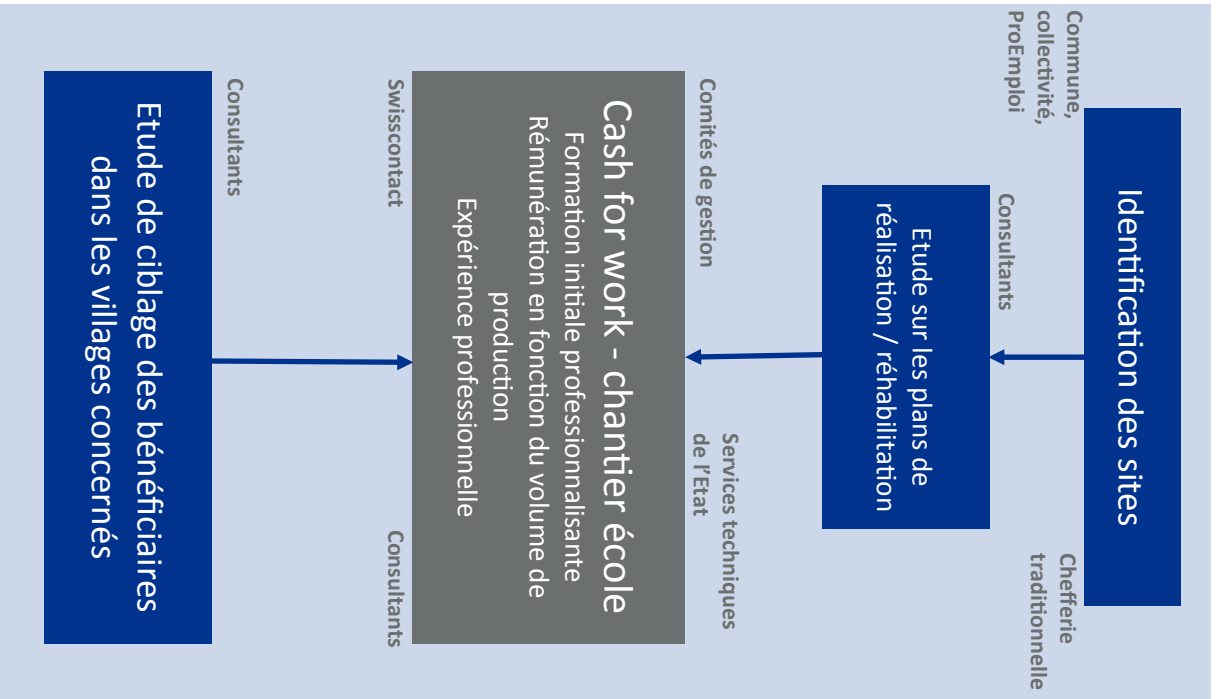 Commune,
collectivité,
ProEmploi
Identification des sites
Chefferie
traditionnelle
Consultants
Etude sur les plans de
réalisation / réhabilitation
Comités de gestion
Services techniques
de l’Etat
Cash for work - chantier école
Formation initiale professionnalisante
Rémunération en fonction du volume de
production
Expérience professionnelle
Swisscontact
Consultants
Consultants
Etude de ciblage des bénéficiaires
dans les villages concernés